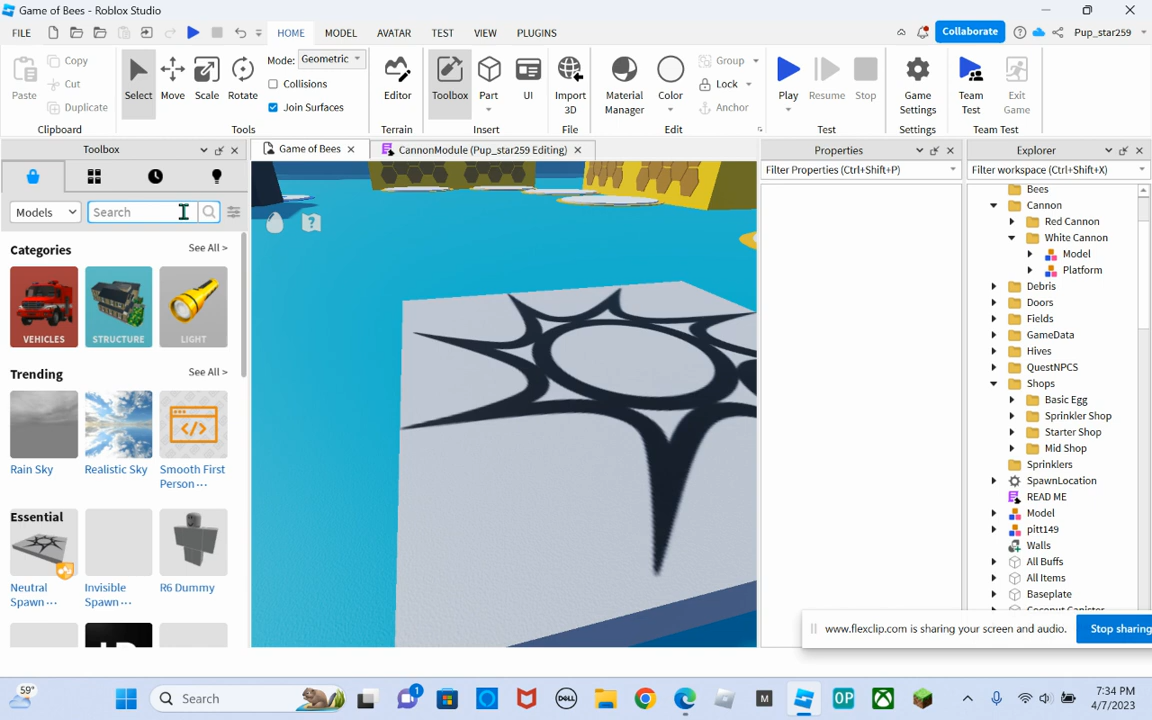 Game of Bees - Roblox Studio
FILE HOME MODEL AVATAR TEST VIEW PLUGINS Collaborate Pup_star259
Paste Copy Cut Duplicate Clipboard
Select Move Scale Rotate Mode: Geometric Collisions Join Surfaces Tools
Editor Terrain
Toolbox Part UI Insert
Import 3D File
Material Manager Color Group Lock Anchor Edit
Play Resume Stop Test
Game Settings Settings
Team Test Exit Game Team Test
Toolbox
Models Search
Categories See All >
VEHICLES STRUCTURE LIGHT
Trending See All >
Rain Sky Realistic Sky Smooth First Person ...
Essential
Neutral Spawn ... Invisible Spawn ... R6 Dummy
Game of Bees
CannonModule (Pup_star259 Editing)
Properties
Filter Properties (Ctrl+Shift+P)
Explorer
Filter workspace (Ctrl+Shift+X)
Bees
Cannon
Red Cannon
White Cannon
Model
Platform
Debris
Doors
Fields
GameData
Hives
QuestNPCS
Shops
Basic Egg
Sprinkler Shop
Starter Shop
Mid Shop
Sprinklers
SpawnLocation
READ ME
Model
pitt149
Walls
All Buffs
All Items
Baseplate
www.flexclip.com is sharing your screen and audio. Stop sharing
59°
Search
1
DELL
M
OP
7:34 PM
4/7/2023